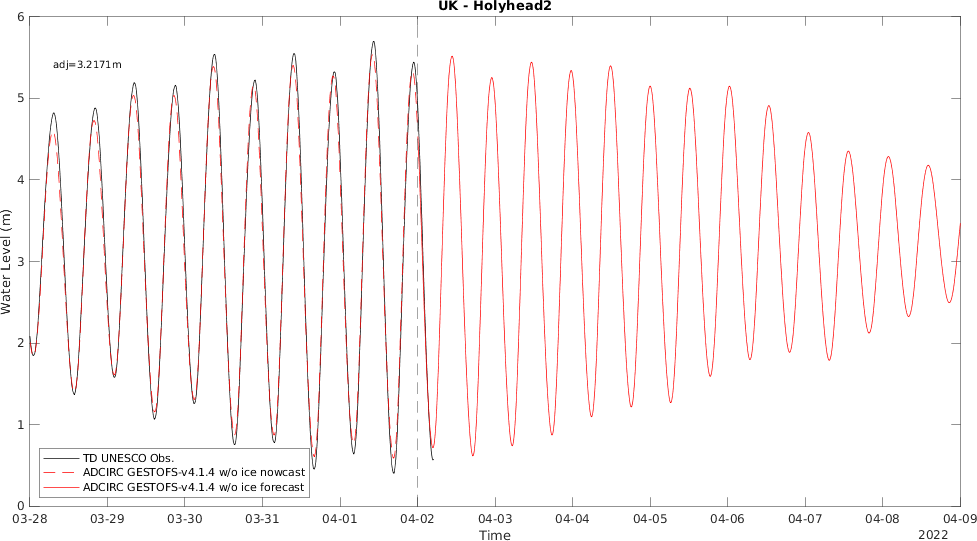 UK - Holyhead2
adj=3.2171m
Water Level (m)
6
5
4
3
2
1
0
TD UNESCO Obs.
ADCIRC GESTOFS-v4.1.4 w/o ice nowcast
ADCIRC GESTOFS-v4.1.4 w/o ice forecast
03-28 03-29 03-30 03-31 04-01 04-02 04-03 04-04 04-05 04-06 04-07 04-08 04-09
Time
2022